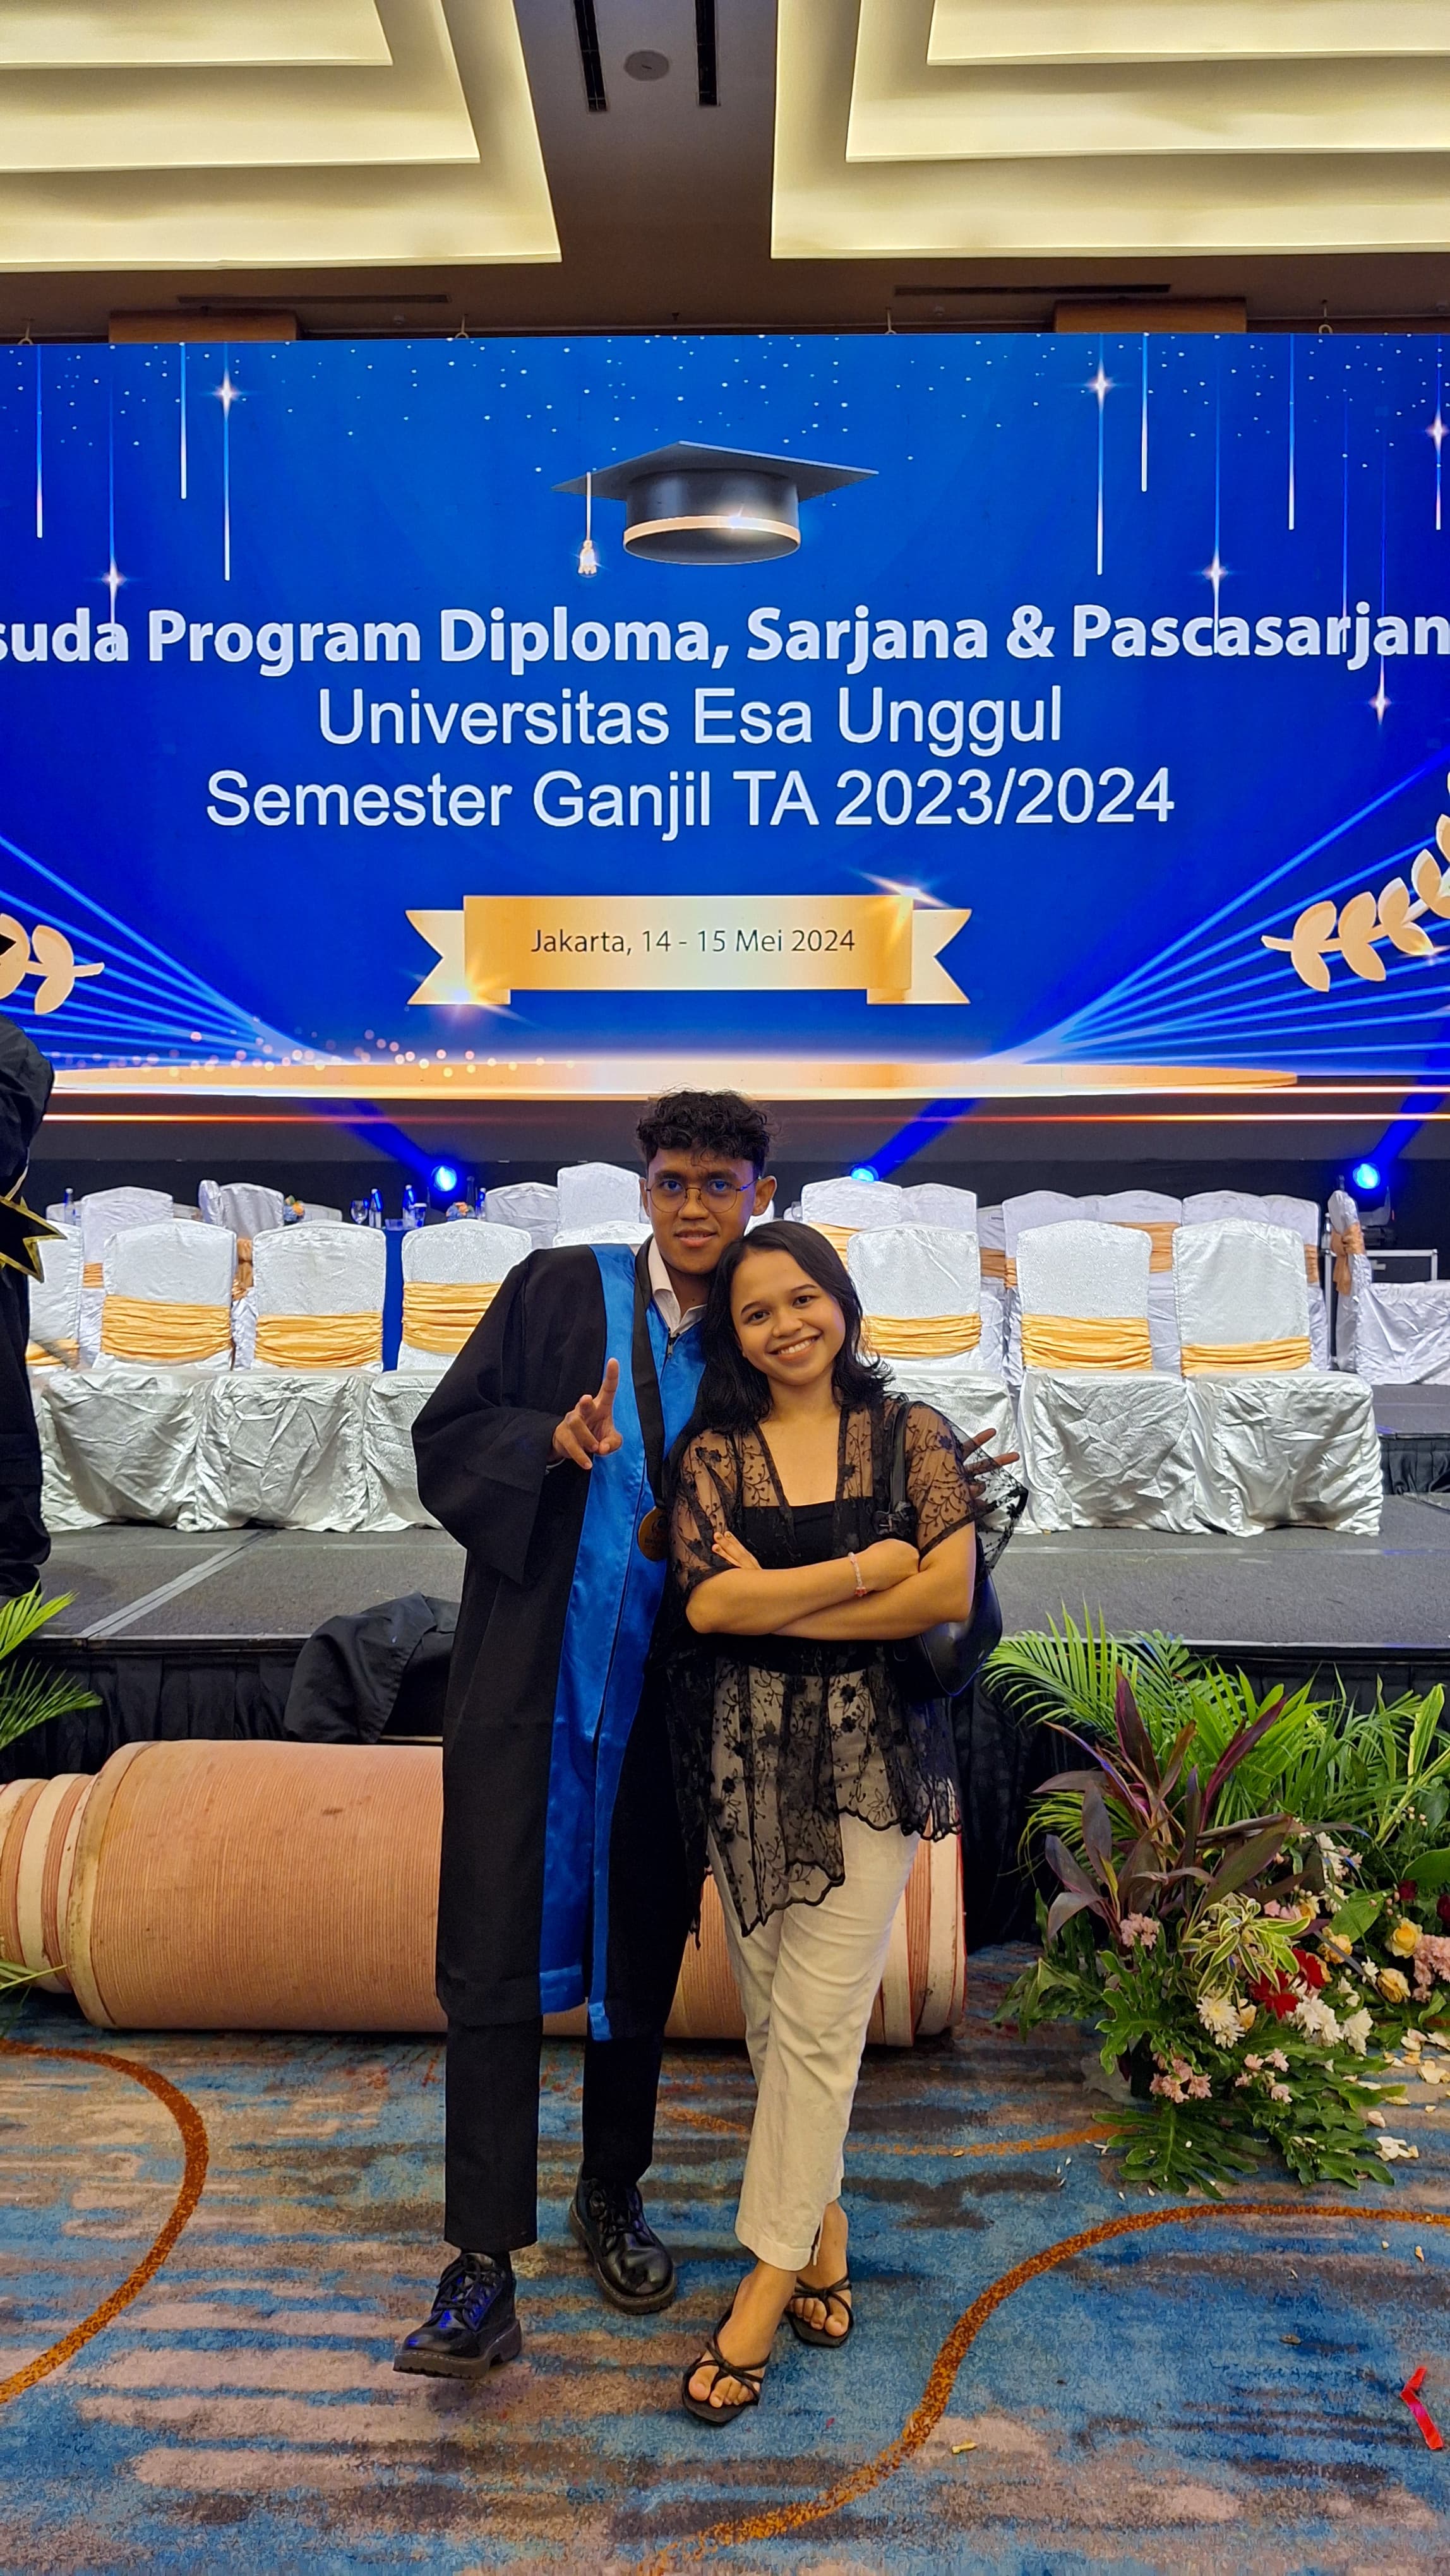 suda Program Diploma, Sarjana & Pascasarjan
Universitas Esa Unggul
Semester Ganjil TA 2023/2024
Jakarta, 14 - 15 Mei 2024